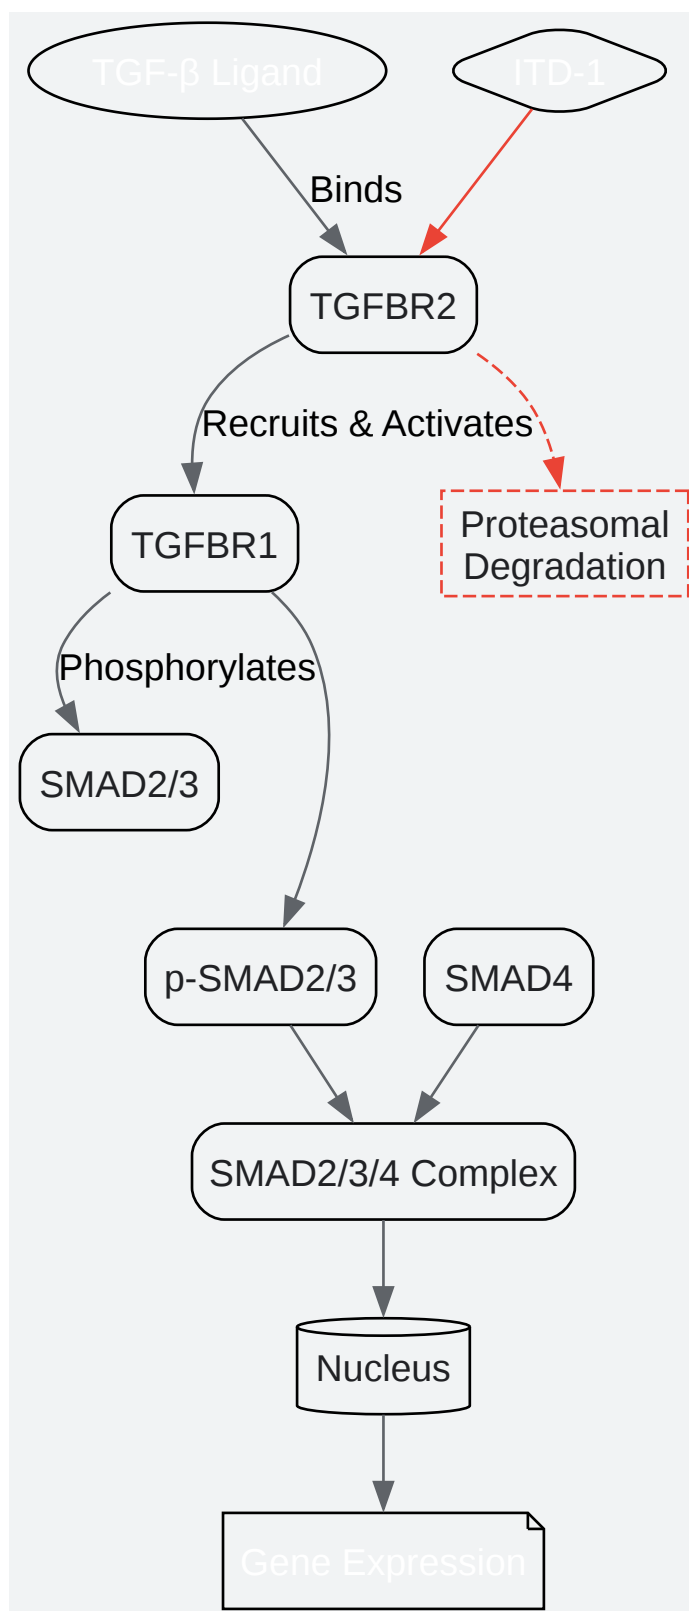 TGF-β Ligand
ITD-1
Binds
TGFBR2
Recruits & Activates
Proteasomal
Degradation
TGFBR1
Phosphorylates
SMAD2/3
p-SMAD2/3
SMAD4
SMAD2/3/4 Complex
Nucleus
Gene Expression